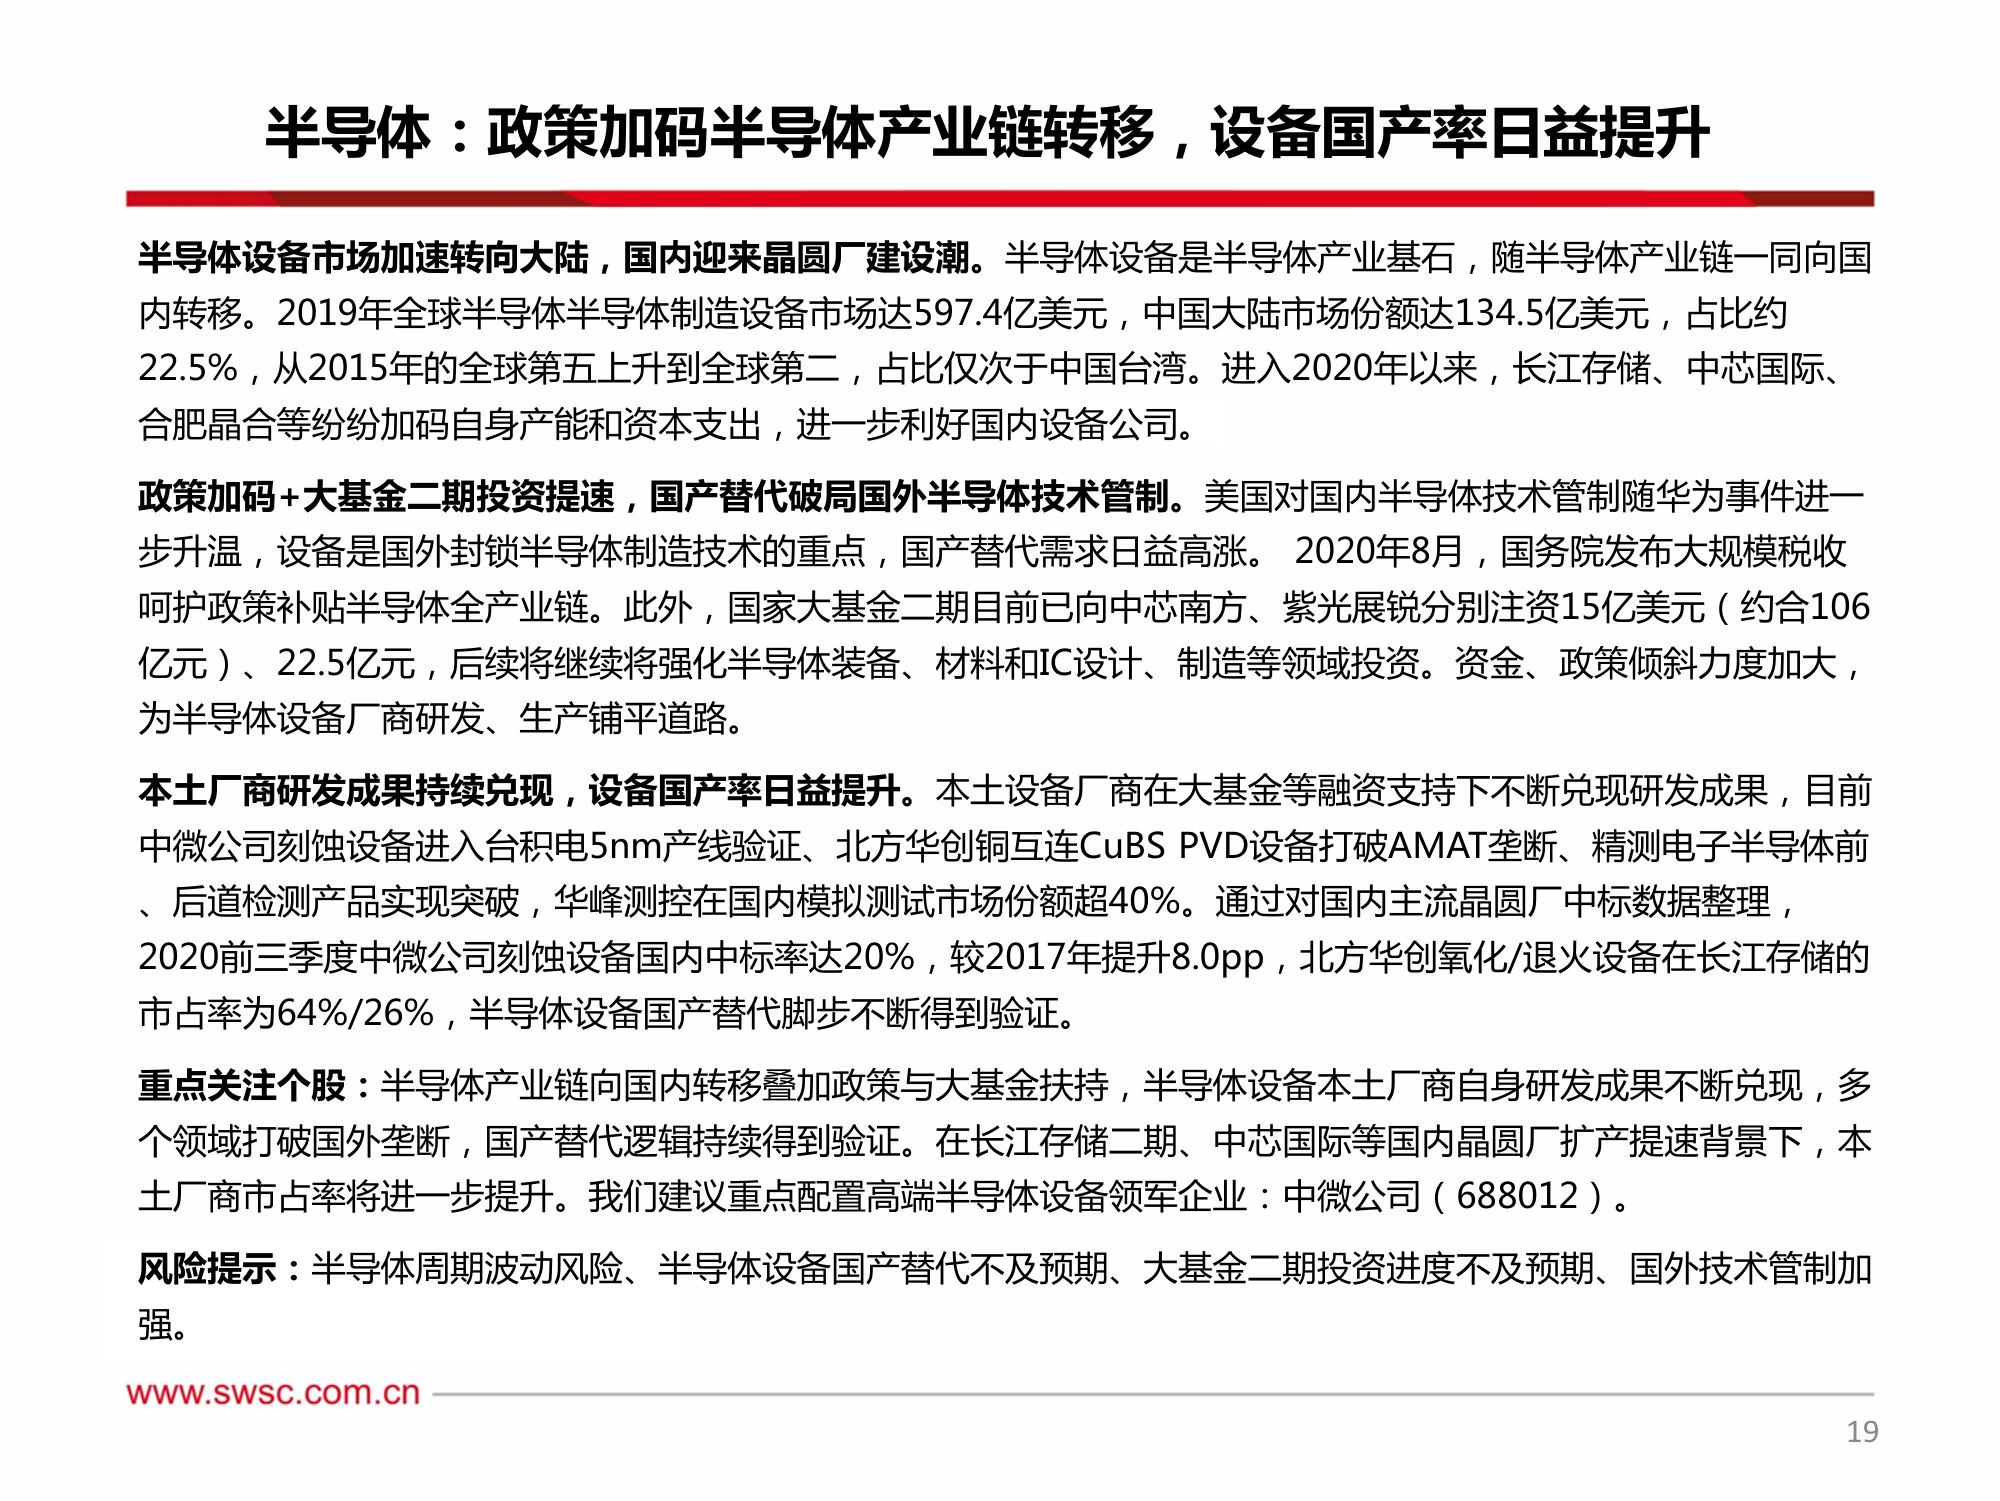 半导体：政策加码半导体产业链转移，设备国产率日益提升
半导体设备市场加速转向大陆，国内迎来晶圆厂建设潮。半导体设备是半导体产业基石，随半导体产业链一同向国
内转移。2019年全球半导体半导体制造设备市场达597.4亿美元，中国大陆市场份额达134.5亿美元，占比约
22.5%，从2015年的全球第五上升到全球第二，占比仅次于中国台湾。进入2020年以来，长江存储、中芯国际、
合肥晶合等纷纷加码自身产能和资本支出，进一步利好国内设备公司。
政策加码+大基金二期投资提速，国产替代破局国外半导体技术管制。美国对国内半导体技术管制随华为事件进一
步升温，设备是国外封锁半导体制造技术的重点，国产替代需求日益高涨。 2020年8月，国务院发布大规模税收
呵护政策补贴半导体全产业链。此外，国家大基金二期目前已向中芯南方、紫光展锐分别注资15亿美元（约合106
亿元）、22.5亿元，后续将继续将强化半导体装备、材料和IC设计、制造等领域投资。资金、政策倾斜力度加大，
为半导体设备厂商研发、生产铺平道路。
本土厂商研发成果持续兑现，设备国产率日益提升。本土设备厂商在大基金等融资支持下不断兑现研发成果，目前
中微公司刻蚀设备进入台积电5nm产线验证、北方华创铜互连CuBS PVD设备打破AMAT垄断、精测电子半导体前
、后道检测产品实现突破，华峰测控在国内模拟测试市场份额超40%。通过对国内主流晶圆厂中标数据整理，
2020前三季度中微公司刻蚀设备国内中标率达20%，较2017年提升8.0pp，北方华创氧化/退火设备在长江存储的
市占率为64%/26%，半导体设备国产替代脚步不断得到验证。
重点关注个股：半导体产业链向国内转移叠加政策与大基金扶持，半导体设备本土厂商自身研发成果不断兑现，多
个领域打破国外垄断，国产替代逻辑持续得到验证。在长江存储二期、中芯国际等国内晶圆厂扩产提速背景下，本
土厂商市占率将进一步提升。我们建议重点配置高端半导体设备领军企业：中微公司（688012）。
风险提示：半导体周期波动风险、半导体设备国产替代不及预期、大基金二期投资进度不及预期、国外技术管制加
强。
www.swsc.com.cn
19